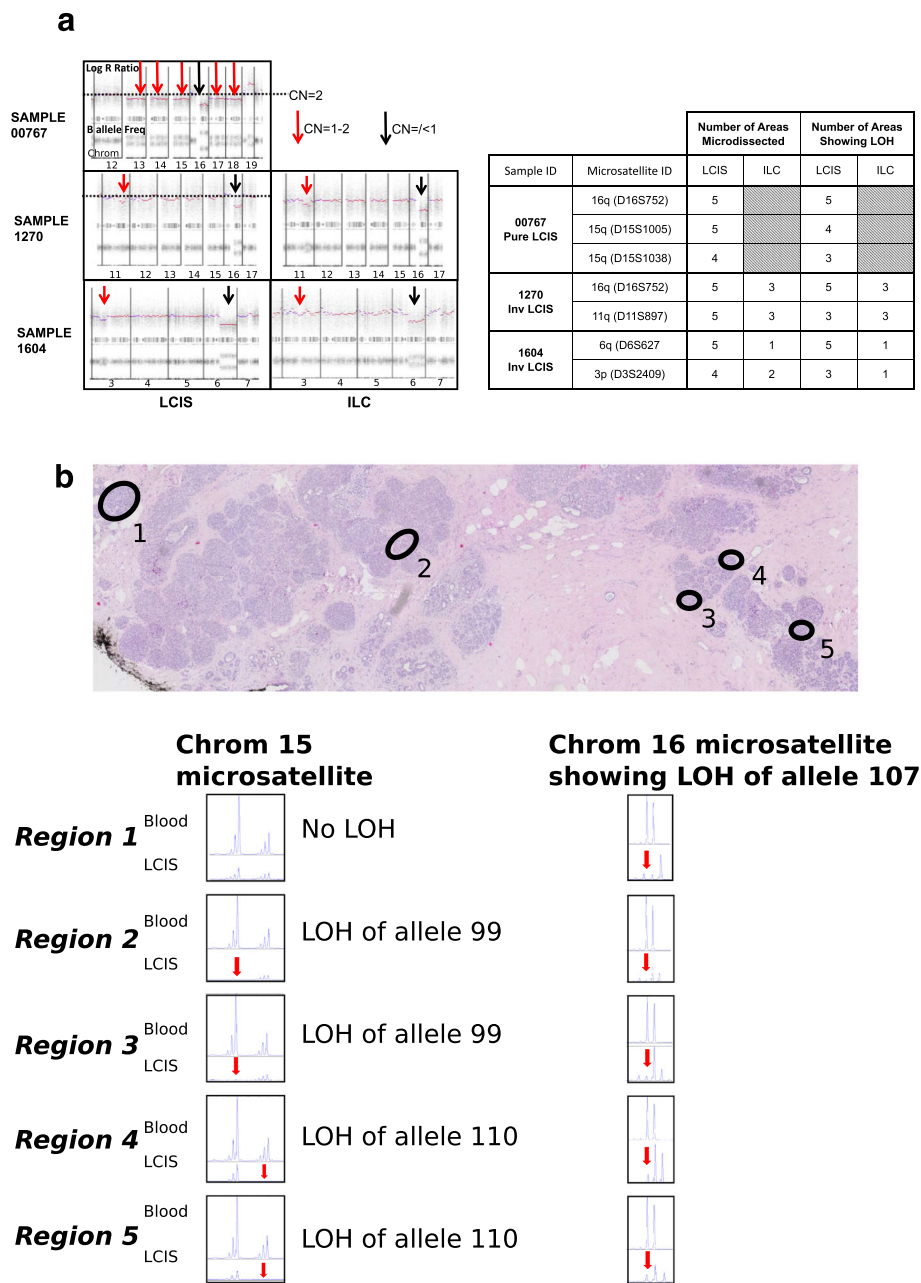 a
Log R Ratio
SAMPLE
00767
B allele Freq
Chrom
12 13 14 15 16 17 18 19
CN=2
CN=1-2 CN=/<1
SAMPLE
1270
11 12 13 14 15 16 17
11 12 13 14 15 16 17
SAMPLE
1604
3 4 5 6 7
3 4 5 6 7
LCIS ILC
Number of Areas Microdissected Number of Areas Showing LOH
Sample ID Microsatellite ID LCIS ILC LCIS ILC
00767 Pure LCIS
16q (D16S752) 5 5
15q (D15S1005) 5 4
15q (D15S1038) 4 3
1270 Inv LCIS
16q (D16S752) 5 3 5 3
11q (D11S897) 5 3 3 3
1604 Inv LCIS
6q (D6S627 5 1 5 1
3p (D3S2409) 4 2 3 1
b
1
2
3
4
5
Chrom 15
microsatellite
Chrom 16 microsatellite
showing LOH of allele 107
Region 1 Blood LCIS No LOH
Region 2 Blood LCIS LOH of allele 99
Region 3 Blood LCIS LOH of allele 99
Region 4 Blood LCIS LOH of allele 110
Region 5 Blood LCIS LOH of allele 110